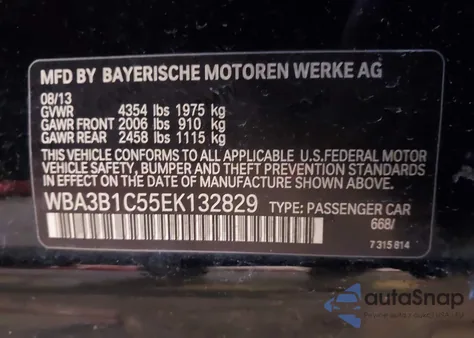 MFD BY BAYERISCHE MOTOREN WERKE AG
08/13
GVWR 4354 lbs 1975 kg
GAWR FRONT 2006 lbs 910 kg
GAWR REAR 2458 lbs 1115 kg
THIS VEHICLE CONFORMS TO ALL APPLICABLE U.S.FEDERAL MOTOR
VEHICLE SAFETY, BUMPER AND THEFT PREVENTION STANDARDS IN
EFFECT ON THE DATE OF MANUFACTURE SHOWN ABOVE.
WBA3B1C55EK132829 TYPE: PASSENGER CAR
668/
7 315 814
autoSnap